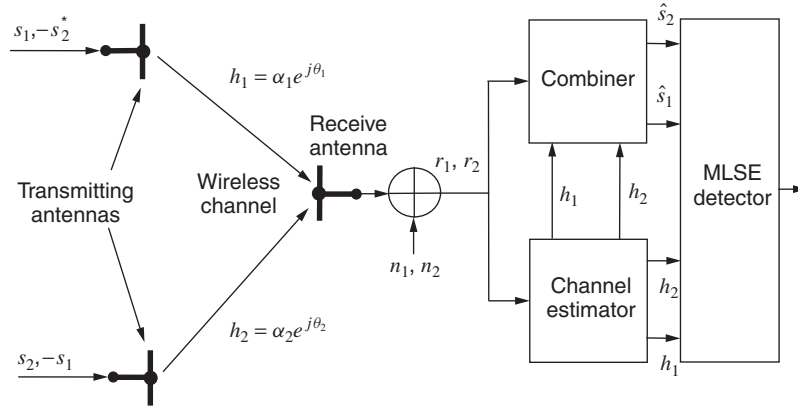 s₁,−s₂*
h₁ = α₁e^{jθ₁}
Receive
antenna
Transmitting
antennas
Wireless
channel
r₁, r₂
n₁, n₂
h₂ = α₂e^{jθ₂}
s₂,−s₁
Combiner
ŝ₂
ŝ₁
h₁
h₂
MLSE
detector
Channel
estimator
h₂
h₁